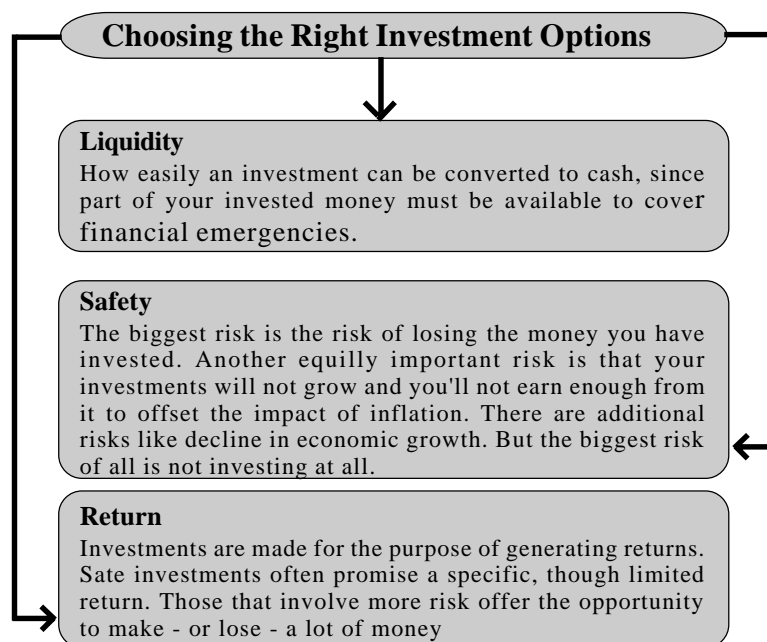 Choosing the Right Investment Options
Liquidity
How easily an investment can be converted to cash, since
part of your invested money must be available to cover
financial emergencies.
Safety
The biggest risk is the risk of losing the money you have
invested. Another equilly important risk is that your
investments will not grow and you'll not earn enough from
it to offset the impact of inflation. There are additional
risks like decline in economic growth. But the biggest risk
of all is not investing at all.
Return
Investments are made for the purpose of generating returns.
Sate investments often promise a specific, though limited
return. Those that involve more risk offer the opportunity
to make - or lose - a lot of money